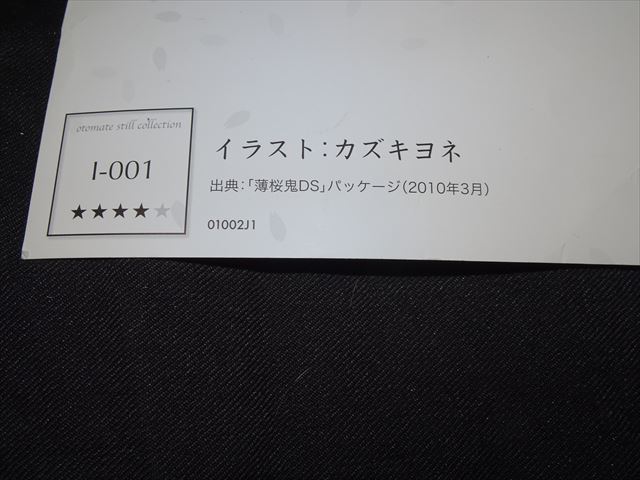 otomate still collection
I-001
★★★★★
イラスト：カズキヨネ
出典：「薄桜鬼DS」パッケージ（2010年3月）
01002J1